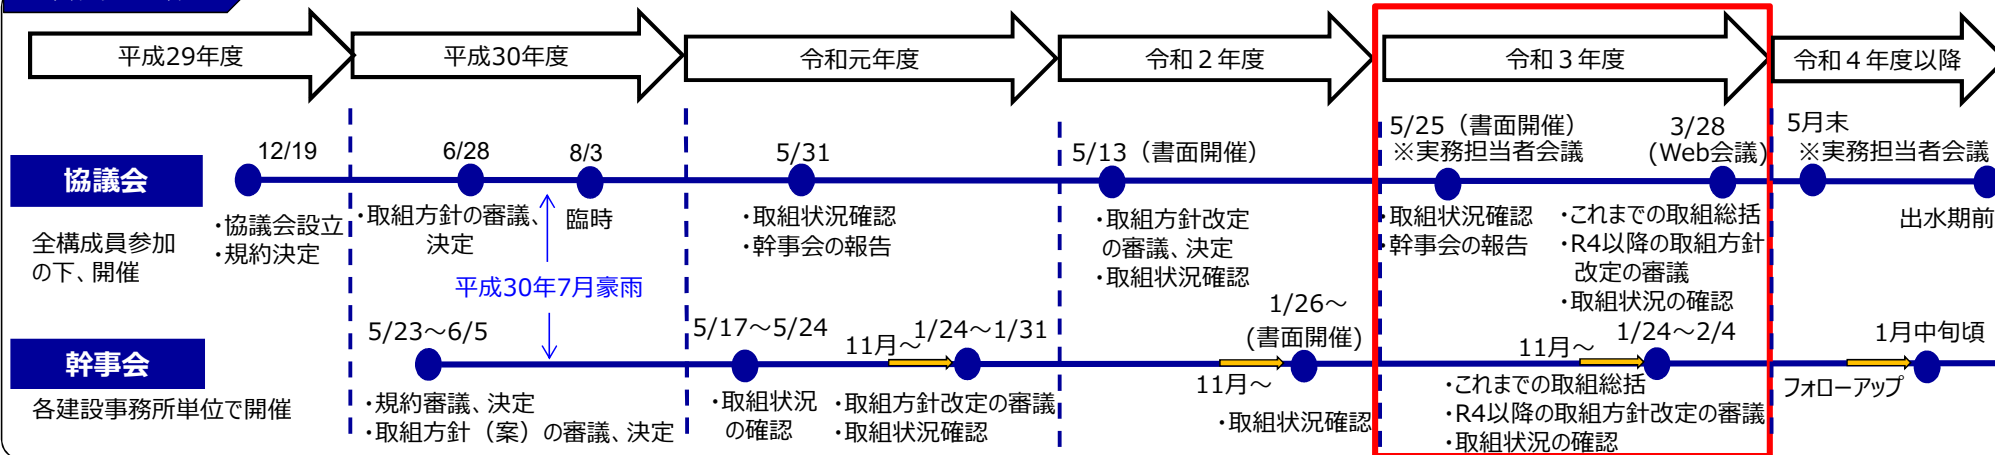 平成29年度
平成30年度
令和元年度
令和２年度
令和３年度
令和４年度以降
協議会
全構成員参加
の下、開催
12/19
・協議会設立
・規約決定
6/28
・取組方針の審議、
決定
8/3
臨時
平成30年7月豪雨
5/31
・取組状況確認
・幹事会の報告
5/13（書面開催）
・取組方針改定
の審議、決定
・取組状況確認
5/25（書面開催）
※実務担当者会議
・取組状況確認
・幹事会の報告
3/28
(Web会議)
・これまでの取組総括
・R4以降の取組方針
改定の審議
・取組状況の確認
5月末
※実務担当者会議
出水期前
幹事会
各建設事務所単位で開催
5/23～6/5
・規約審議、決定
・取組方針（案）の審議、決定
5/17～5/24
・取組状況
の確認
11月～
1/24～1/31
・取組方針改定の審議
・取組状況確認
11月～
1/26～
(書面開催)
・取組状況確認
11月～
1/24～2/4
・これまでの取組総括
・R4以降の取組方針改定の審議
・取組状況の確認
フォローアップ
1月中旬頃